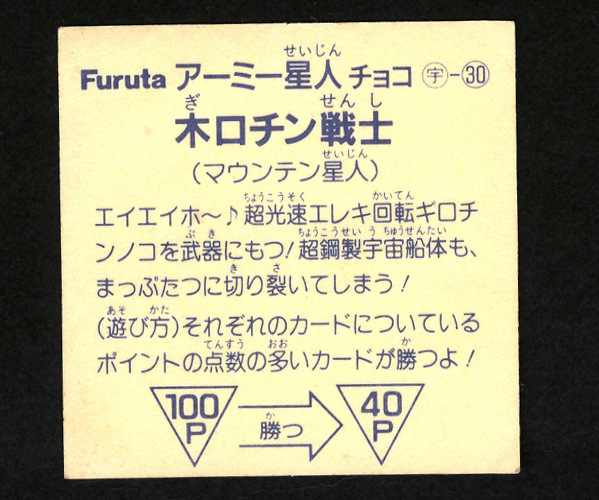 Furuta アーミー星人 チョコ ㊫-㉚
木ロチン戦士
(マウンテン星人)
エイエイホ〜♪超光速エレキ回転ギロチ
ンノコを武器にもつ!超鋼製宇宙船体も、
まっぷたつに切り裂いてしまう!
(遊び方)それぞれのカードについている
ポイントの点数の多いカードが勝つよ!
100P 勝つ 40P